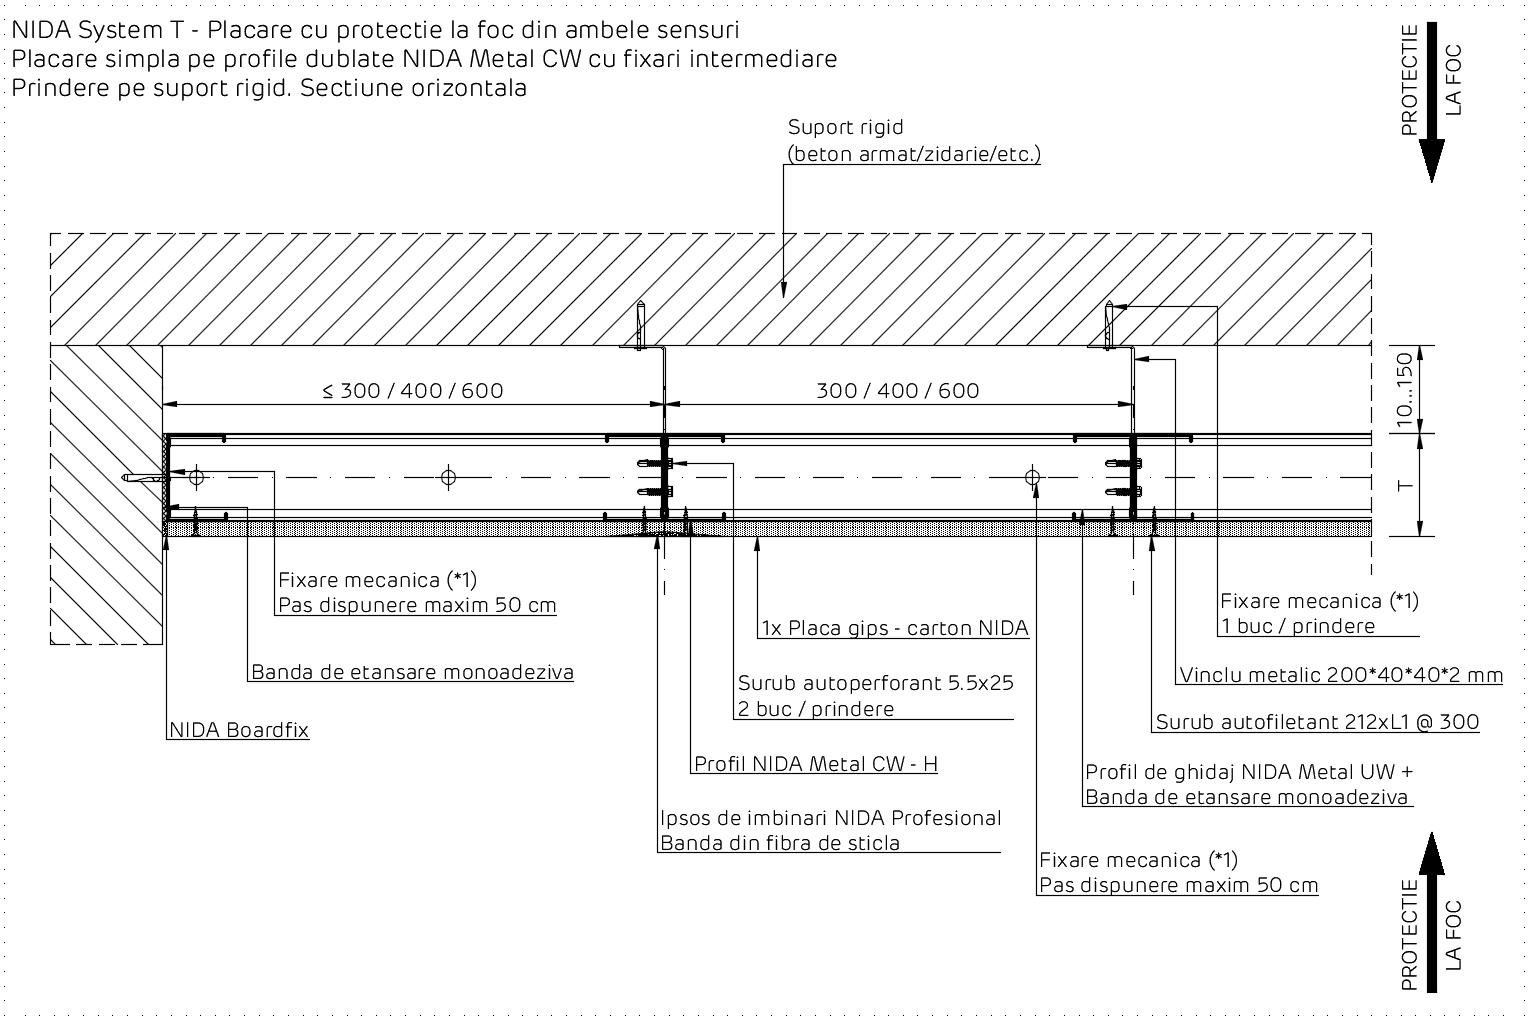 NIDA System T - Placare cu protectie la foc din ambele sensuri
Placare simpla pe profile dublate NIDA Metal CW cu fixari intermediare
Prindere pe suport rigid. Sectiune orizontala
PROTECTIE
LA FOC
Suport rigid
(beton armat/zidarie/etc.)
≤ 300 / 400 / 600
300 / 400 / 600
10...150
T
Fixare mecanica (*1)
Pas dispunere maxim 50 cm
Banda de etansare monoadeziva
NIDA Boardfix
1x Placa gips - carton NIDA
Surub autoperforant 5.5x25
2 buc / prindere
Profil NIDA Metal CW - H
Ipsos de imbinari NIDA Profesional
Banda din fibra de sticla
Fixare mecanica (*1)
1 buc / prindere
Vinclu metalic 200*40*40*2 mm
Surub autofiletant 212xL1 @ 300
Profil de ghidaj NIDA Metal UW +
Banda de etansare monoadeziva
Fixare mecanica (*1)
Pas dispunere maxim 50 cm
PROTECTIE
LA FOC